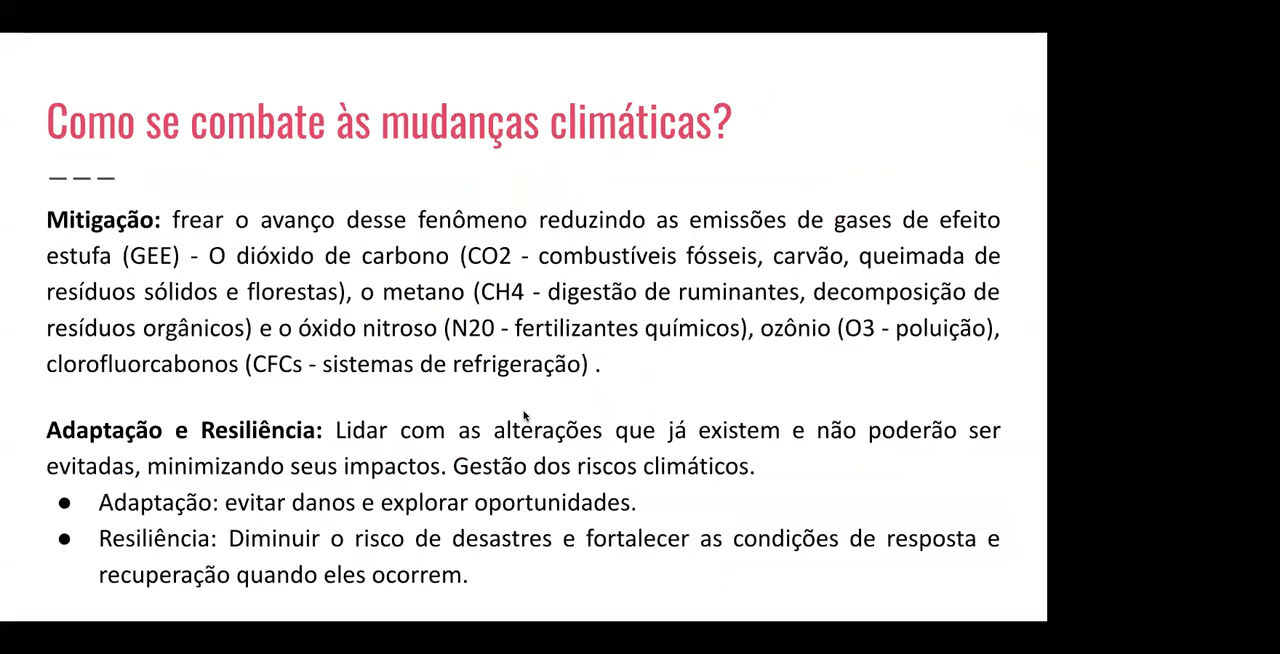 Como se combate às mudanças climáticas?
Mitigação: frear o avanço desse fenômeno reduzindo as emissões de gases de efeito
estufa (GEE) - O dióxido de carbono (CO2 - combustíveis fósseis, carvão, queimada de
resíduos sólidos e florestas), o metano (CH4 - digestão de ruminantes, decomposição de
resíduos orgânicos) e o óxido nitroso (N20 - fertilizantes químicos), ozônio (O3 - poluição),
clorofluorcabonos (CFCs - sistemas de refrigeração) .
Adaptação e Resiliência: Lidar com as alterações que já existem e não poderão ser
evitadas, minimizando seus impactos. Gestão dos riscos climáticos.
● Adaptação: evitar danos e explorar oportunidades.
● Resiliência: Diminuir o risco de desastres e fortalecer as condições de resposta e
recuperação quando eles ocorrem.